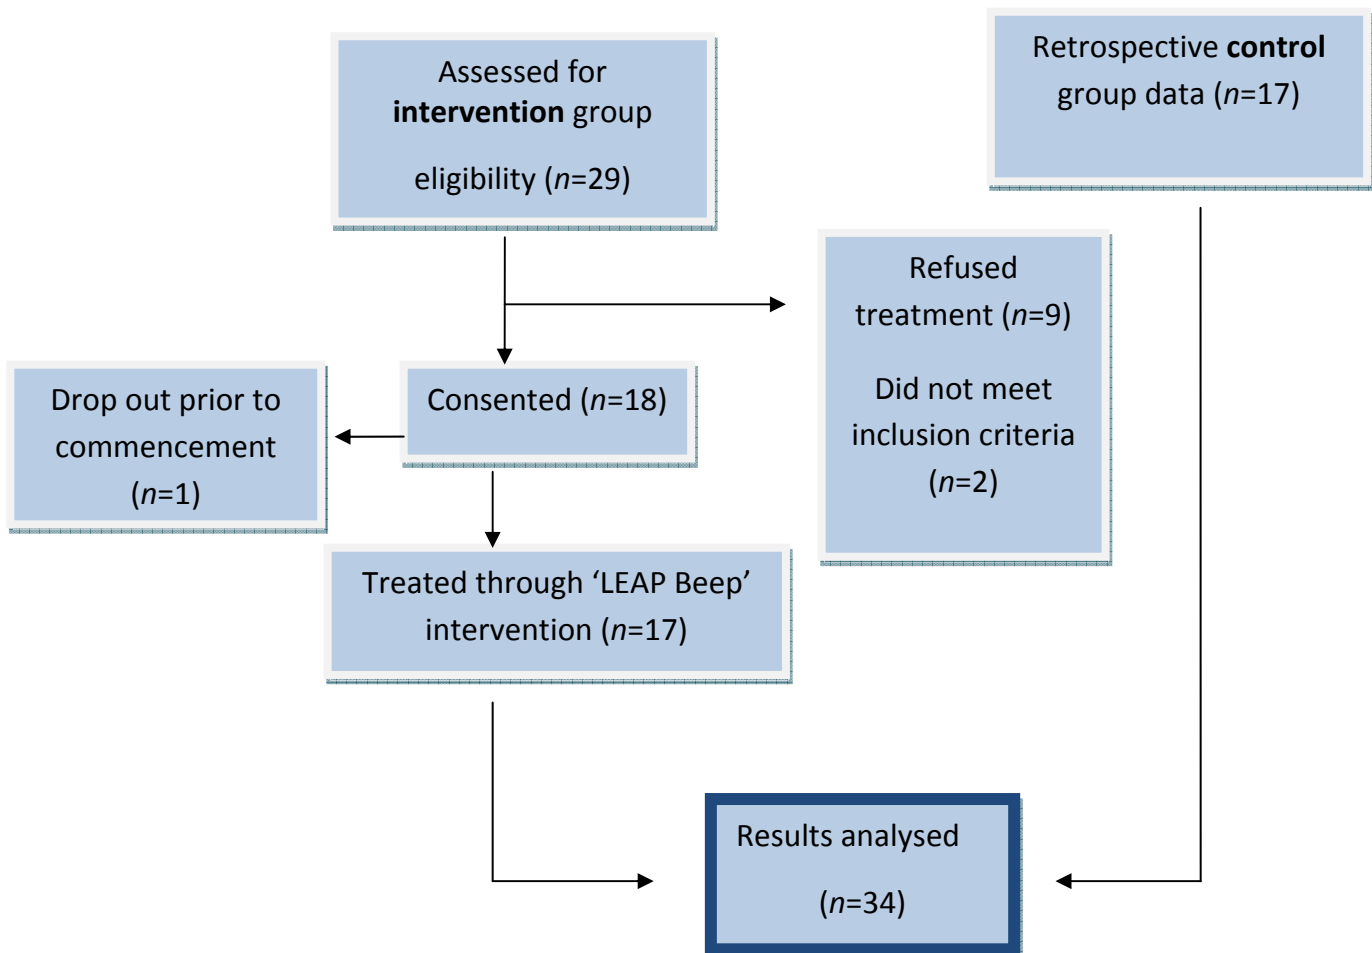 Assessed for
intervention group
eligibility (n=29)
Retrospective control
group data (n=17)
Refused
treatment (n=9)
Did not meet
inclusion criteria
(n=2)
Consented (n=18)
Drop out prior to
commencement
(n=1)
Treated through ‘LEAP Beep’
intervention (n=17)
Results analysed
(n=34)